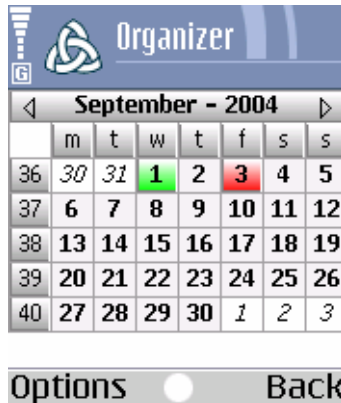 Organizer
G
September - 2004
m t w t f s s
36 30 31 1 2 3 4 5
37 6 7 8 9 10 11 12
38 13 14 15 16 17 18 19
39 20 21 22 23 24 25 26
40 27 28 29 30 1 2 3
Options Back